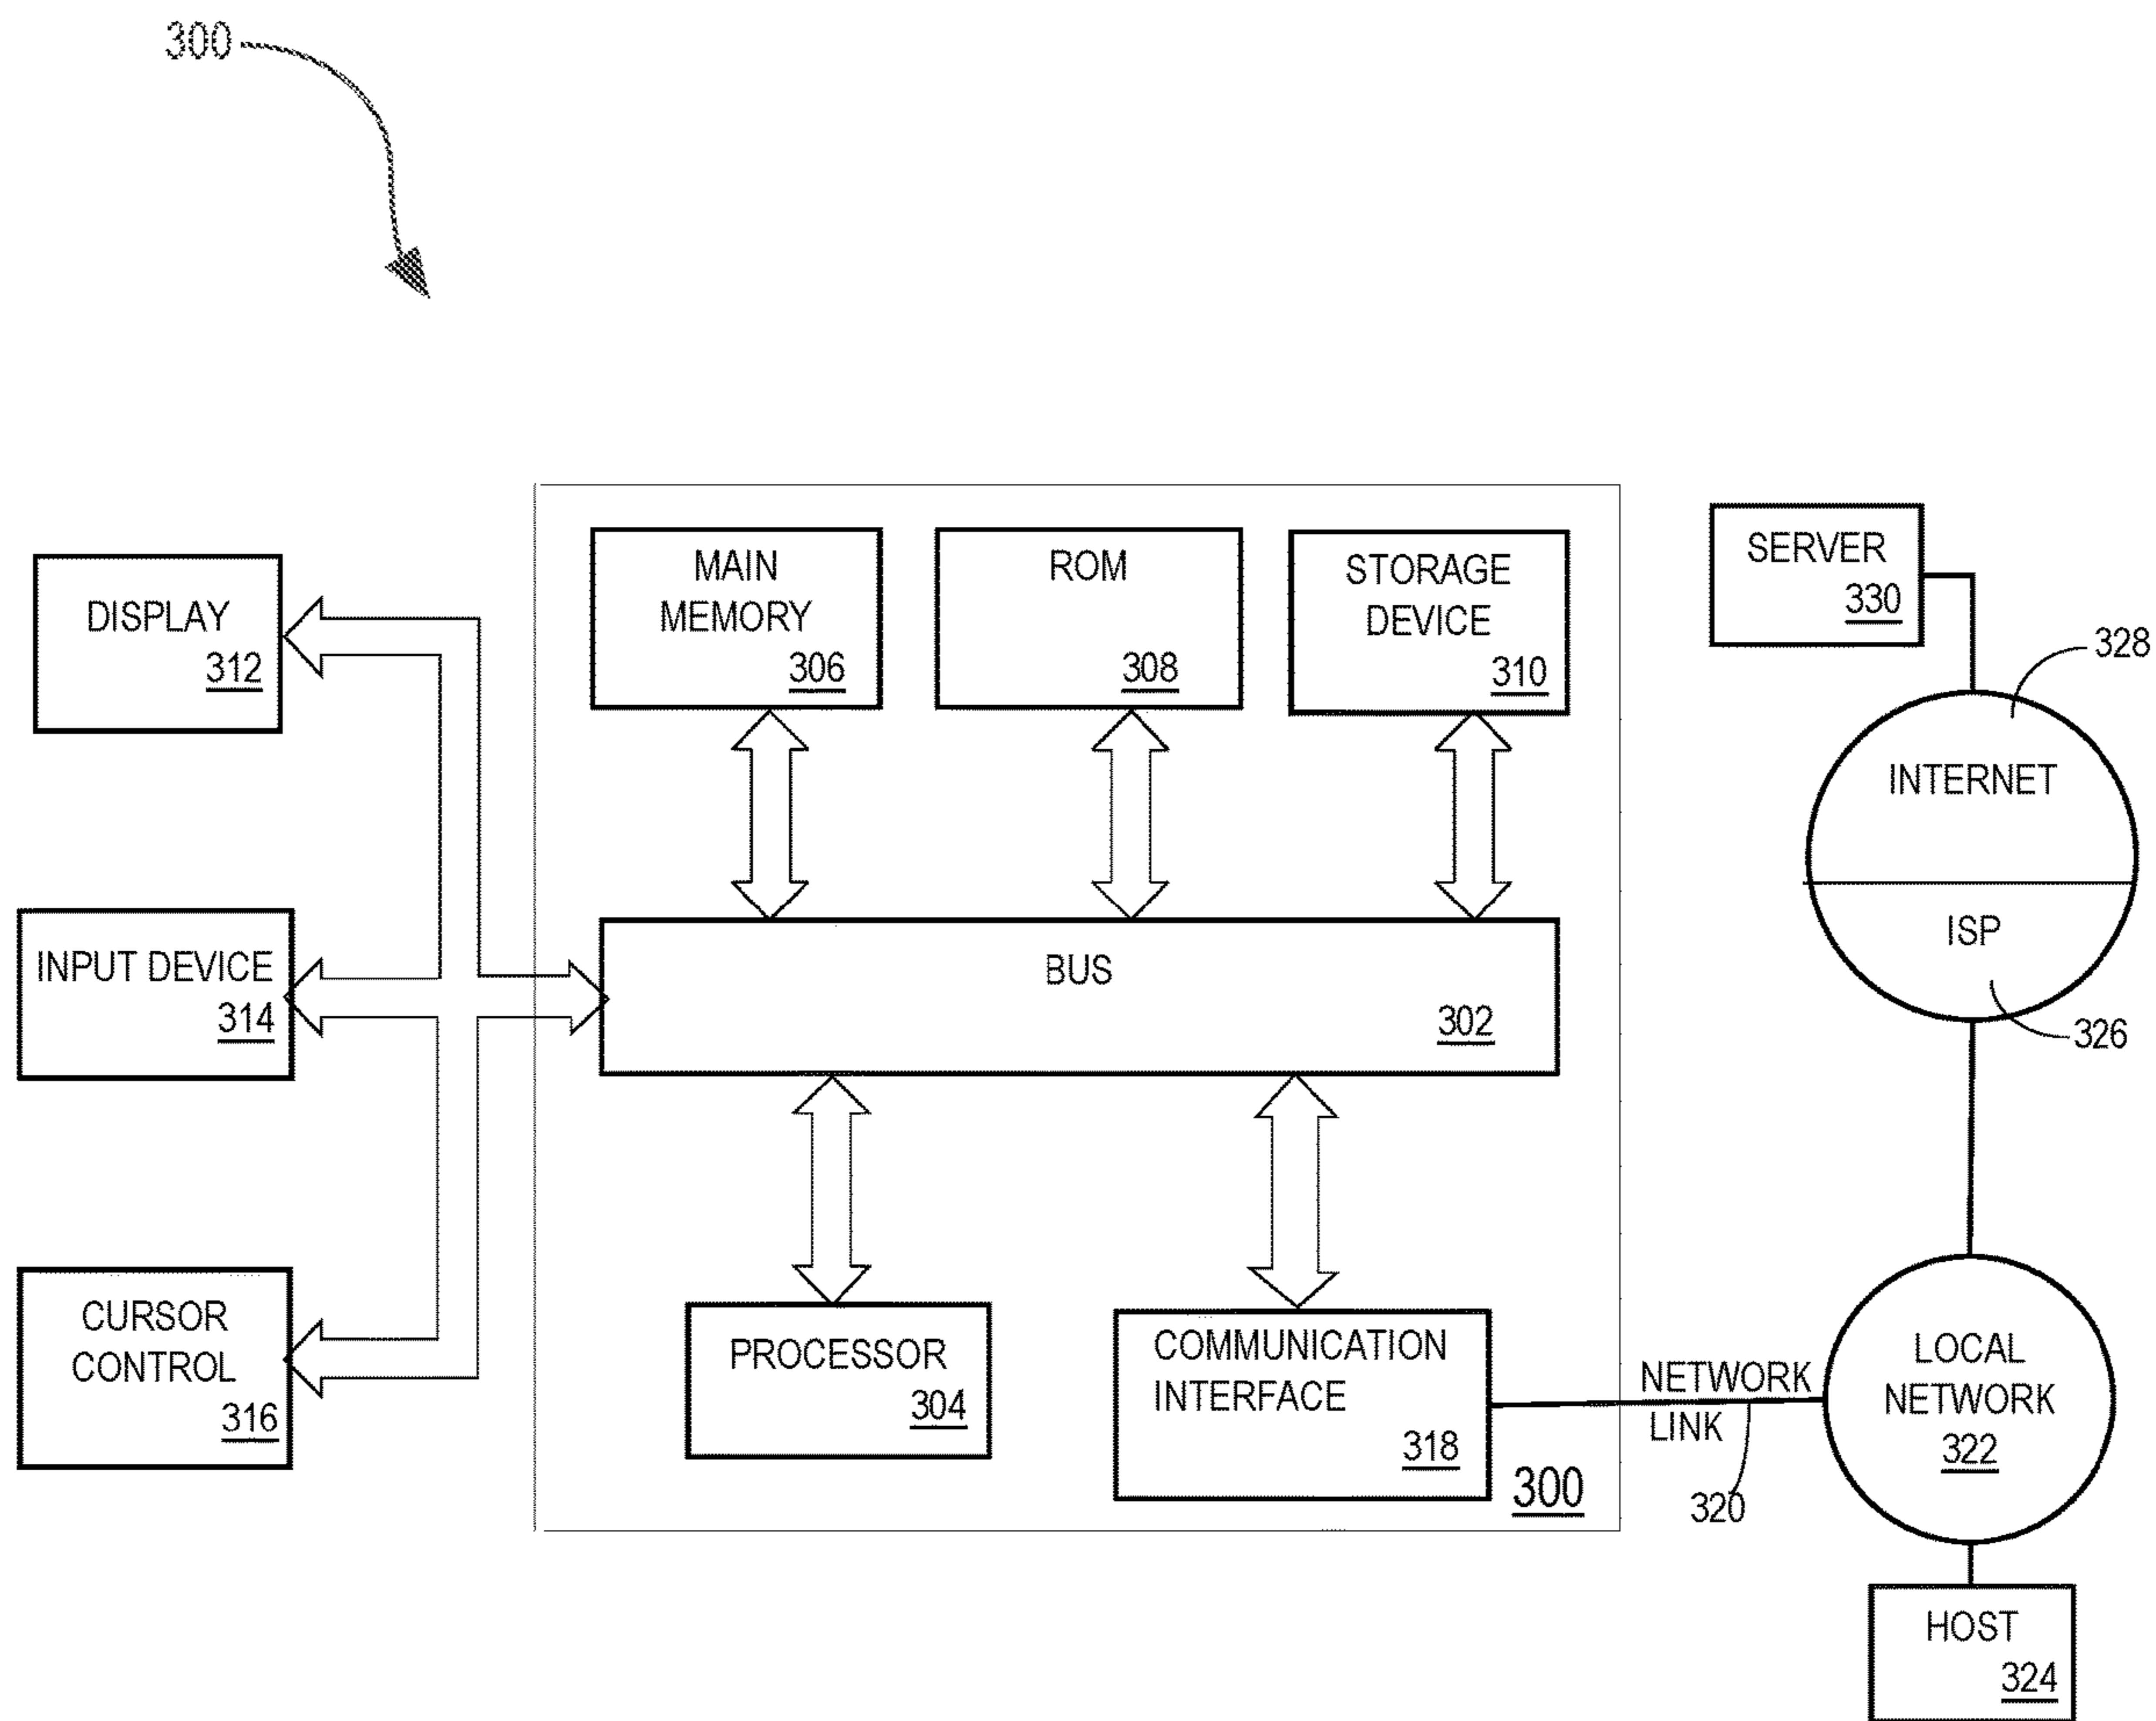 300
DISPLAY
312
INPUT DEVICE
314
CURSOR
CONTROL
316
MAIN
MEMORY
306
ROM
308
STORAGE
DEVICE
310
BUS
302
PROCESSOR
304
COMMUNICATION
INTERFACE
318
300
SERVER
330
328
INTERNET
ISP
326
NETWORK
LINK
320
LOCAL
NETWORK
322
HOST
324